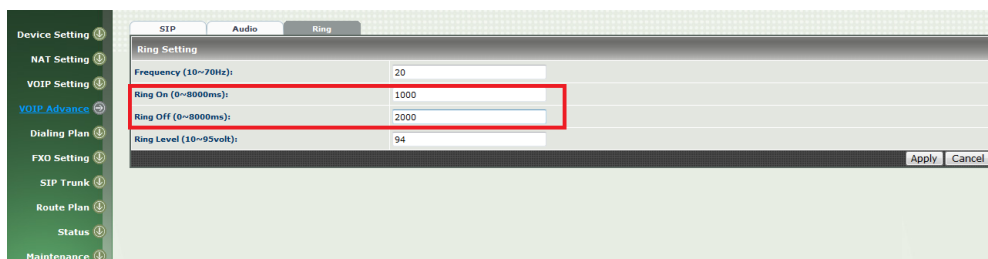 SIP Audio Ring
Device Setting
NAT Setting
VOIP Setting
VOIP Advance
Dialing Plan
FXO Setting
SIP Trunk
Route Plan
Status
Maintenance
Ring Setting
Frequency (10~70Hz): 20
Ring On (0~8000ms): 1000
Ring Off (0~8000ms): 2000
Ring Level (10~95volt): 94
Apply Cancel